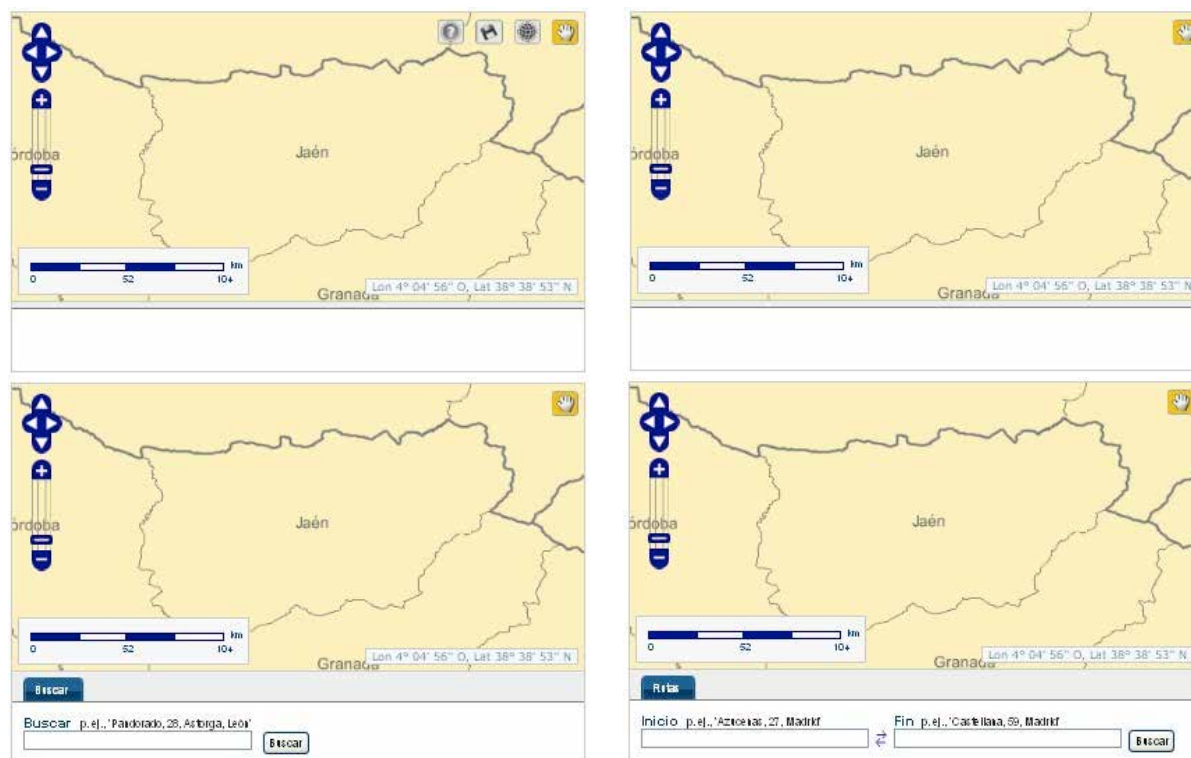 órdoba
Jaén
km
0 52 104
Lon 4° 04' 56" O, Lat 38° 38' 53" N
Granada
órdoba
Jaén
km
0 52 104
Lon 4° 04' 56" O, Lat 38° 38' 53" N
Granada
órdoba
Jaén
km
0 52 104
Lon 4° 04' 56" O, Lat 38° 38' 53" N
Granada
Buscar
Buscar p.ej., 'Pandorado, 28, Astorga, León'
Buscar
órdoba
Jaén
km
0 52 104
Lon 4° 04' 56" O, Lat 38° 38' 53" N
Granada
Rutas
Inicio p.ej., 'Azucenas, 27, Madrid' Fin p.ej., 'Castellana, 59, Madrid'
Buscar